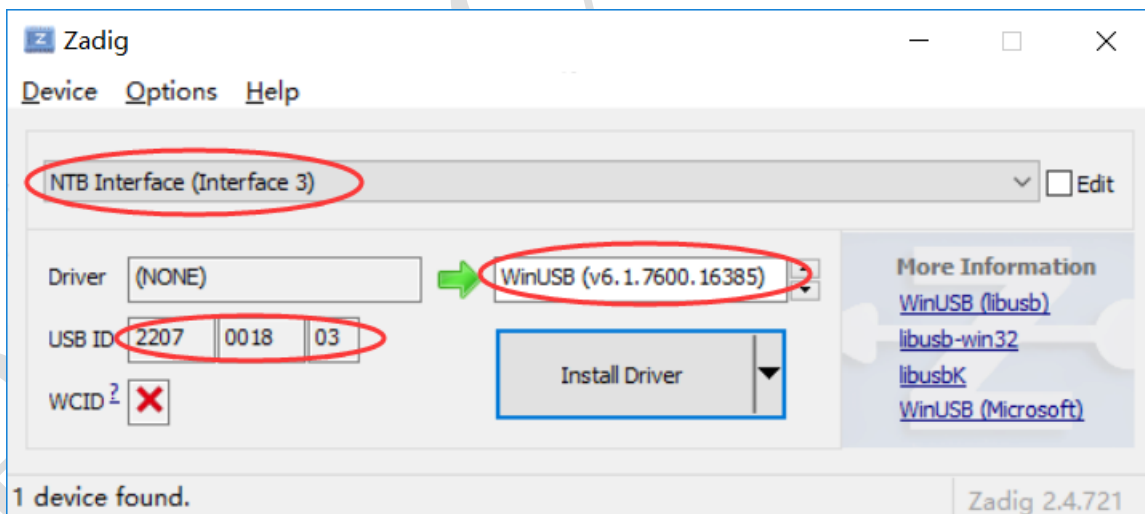 Zadig
Device Options Help
NTB Interface (Interface 3)
Edit
Driver (NONE) WinUSB (v6.1.7600.16385)
USB ID 2207 0018 03
WCID ?
Install Driver
More Information
WinUSB (libusb)
libusb-win32
libusbK
WinUSB (Microsoft)
1 device found.
Zadig 2.4.721